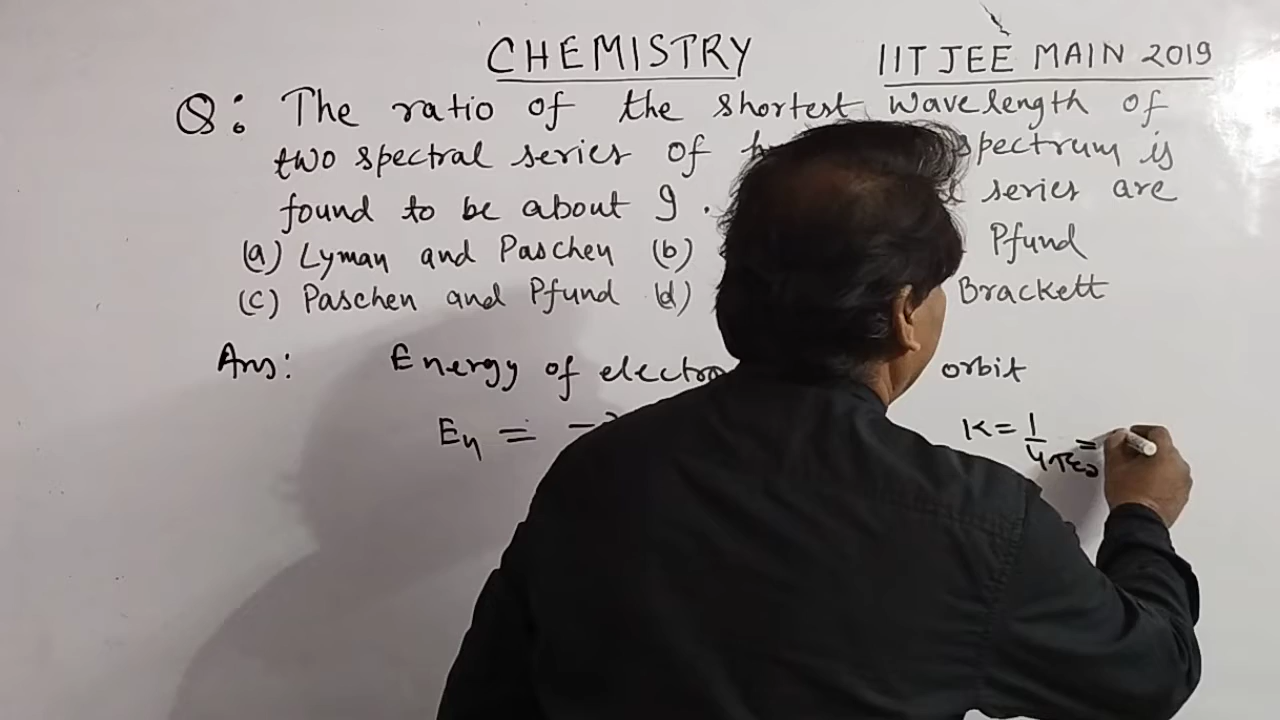 CHEMISTRY
IIT JEE MAIN 2019
Q: The ratio of the shortest wavelength of
two spectral series of spectrum is
found to be about 9. series are
(a) Lyman and Paschen (b) Pfund
(c) Paschen and Pfund (d) Brackett
Ans: Energy of electro orbit
En = - K = 1/4πε0 =